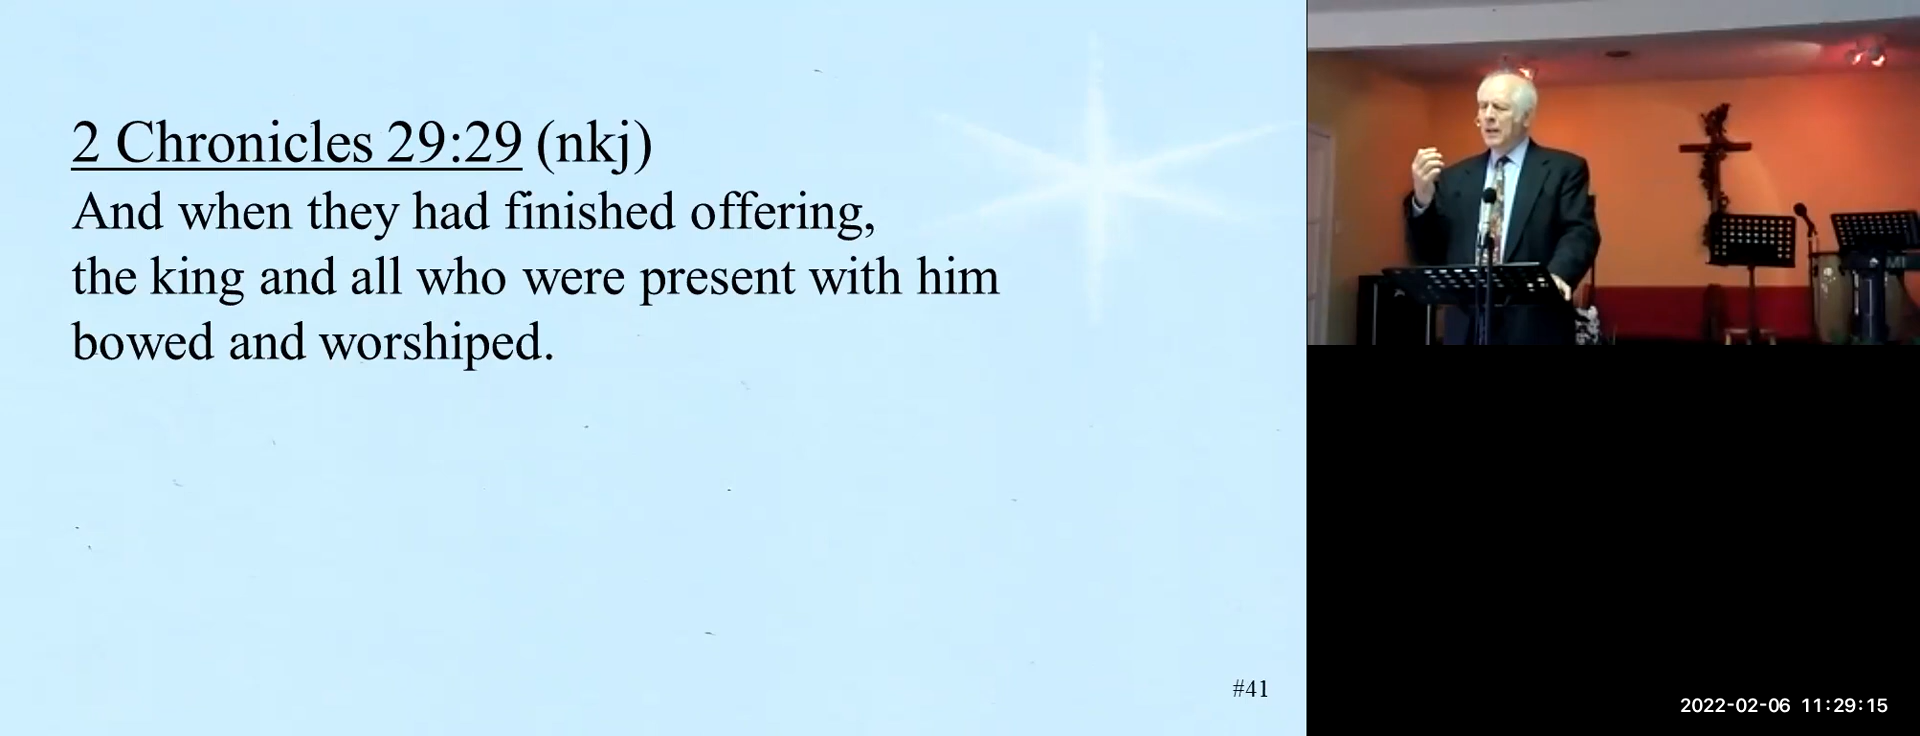 2 Chronicles 29:29 (nkj)
And when they had finished offering,
the king and all who were present with him
bowed and worshiped.
#41
2022-02-06 11:29:15